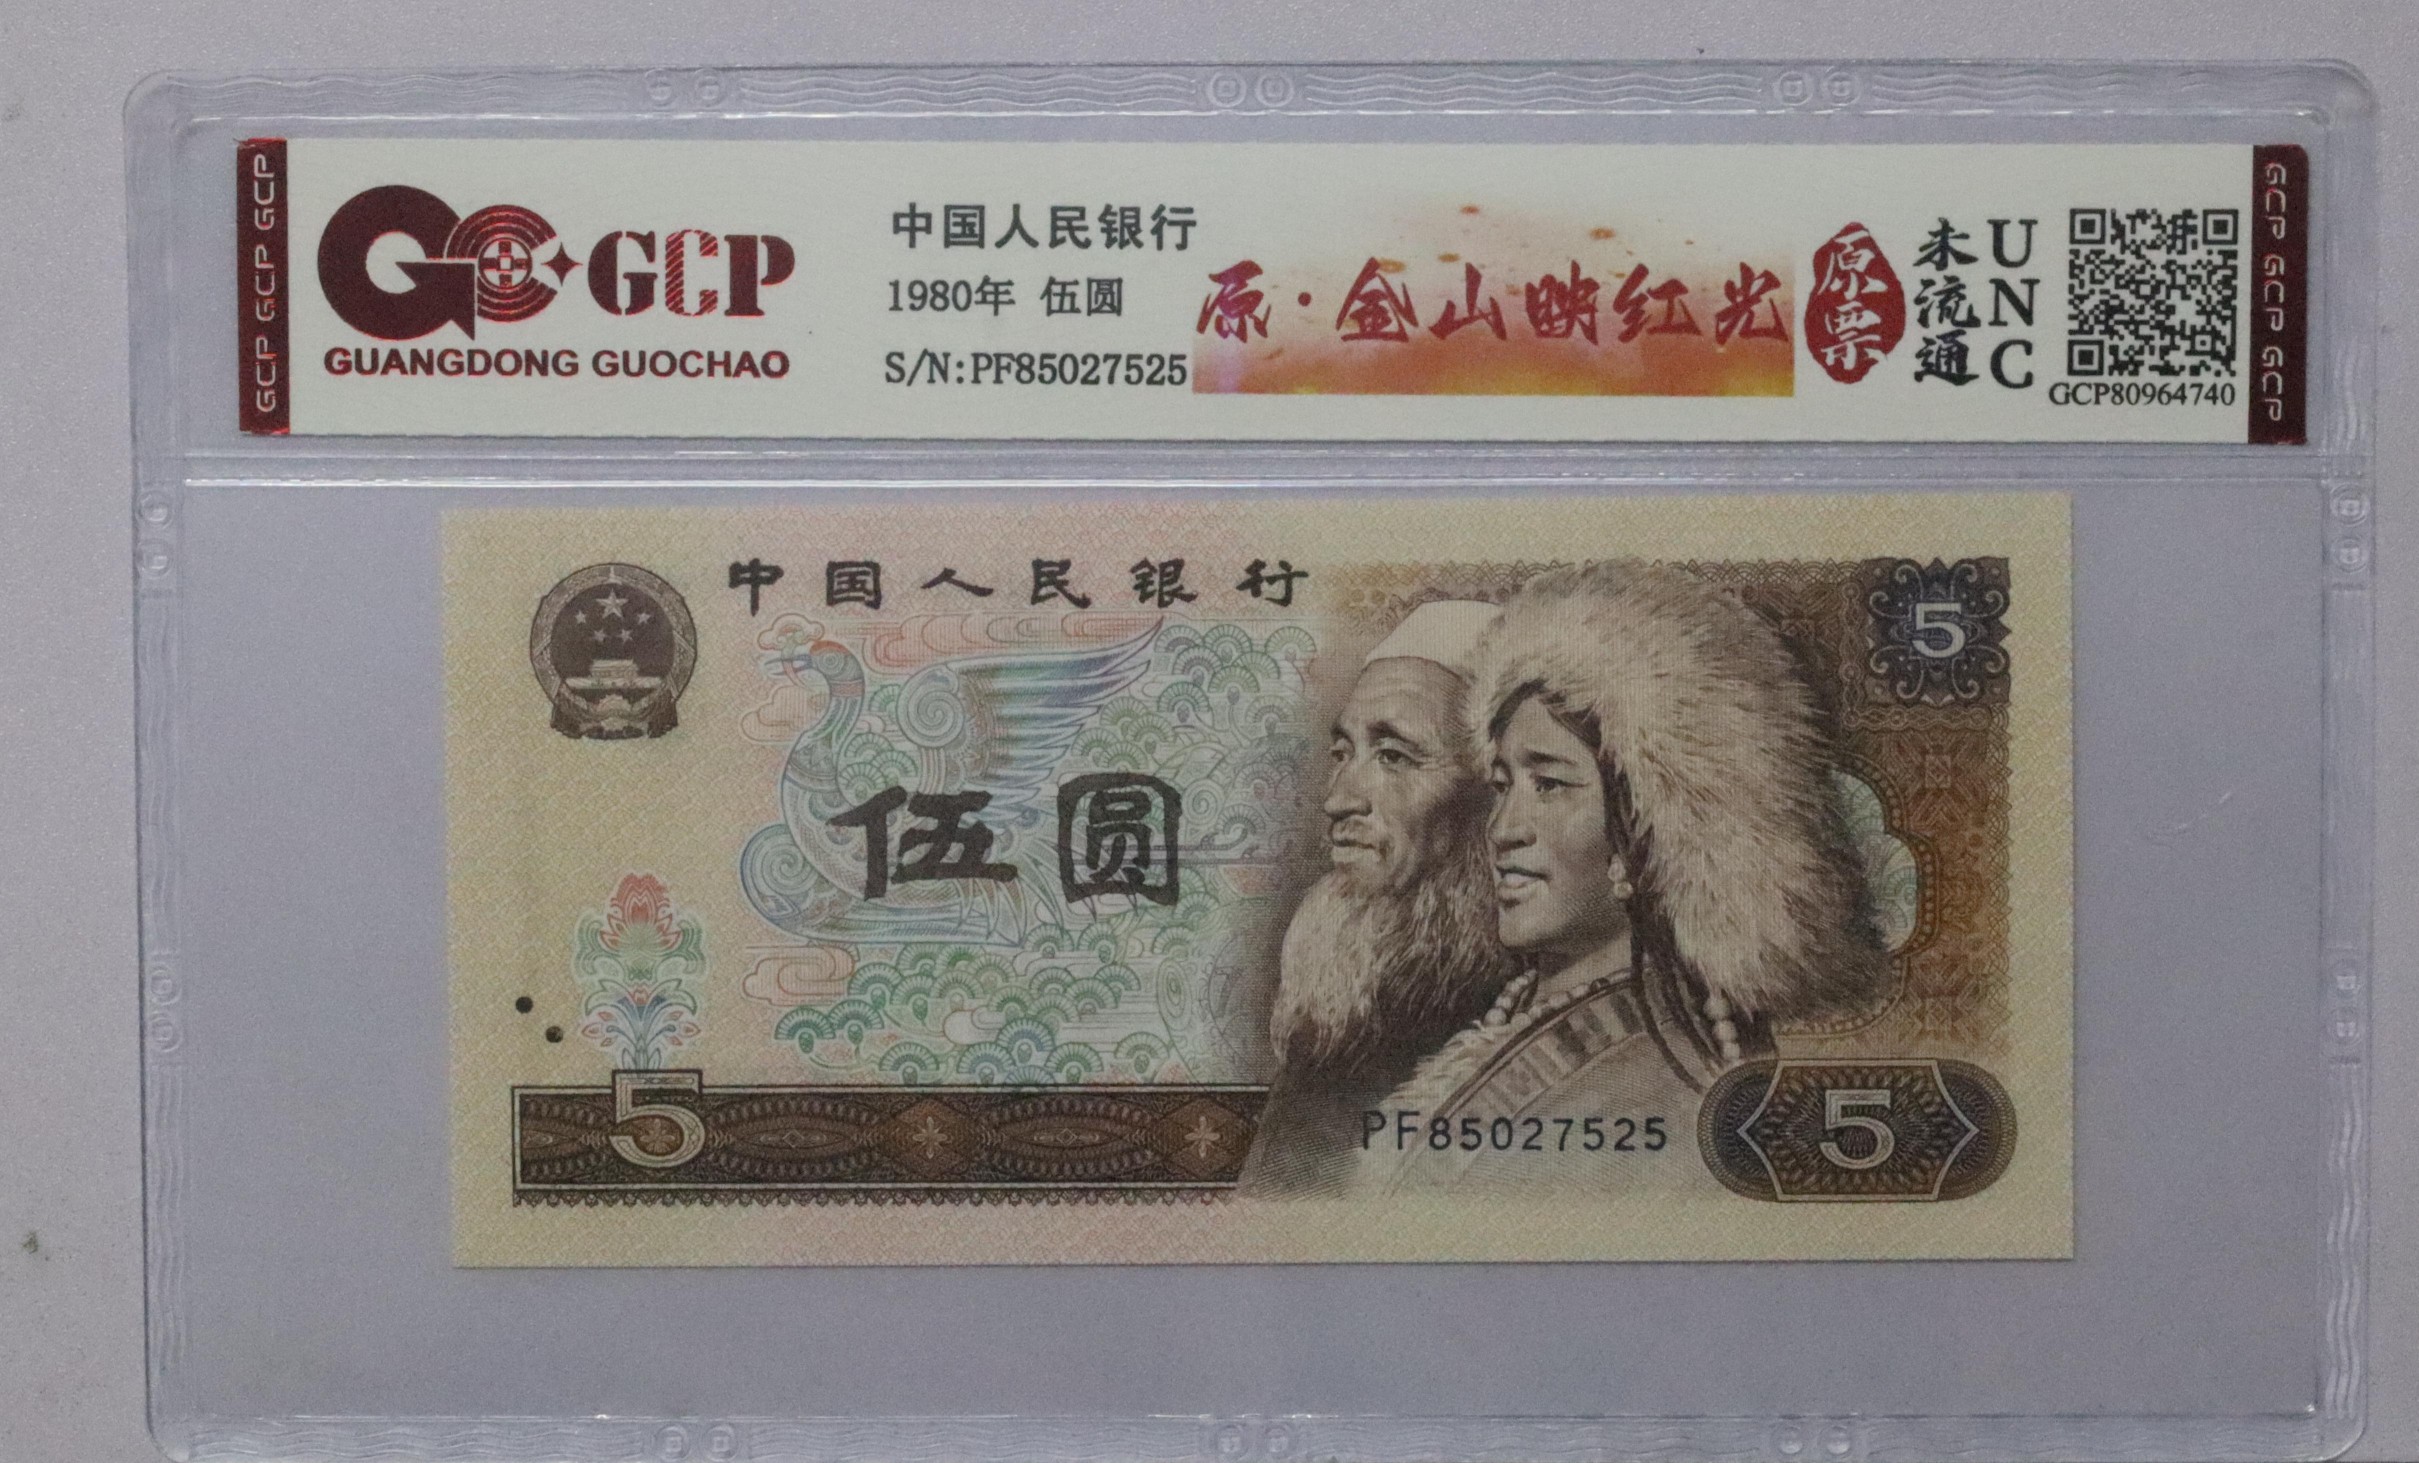 GCP GCP GCP
GCP
GUANGDONG GUOCHAO
中国人民银行
1980年 伍圆
S/N:PF85027525
原·金山映红光
原票
未流通
UNC
GCP80964740
GCP GCP GCP
中国人民银行
5
伍圆
5
PF85027525
5